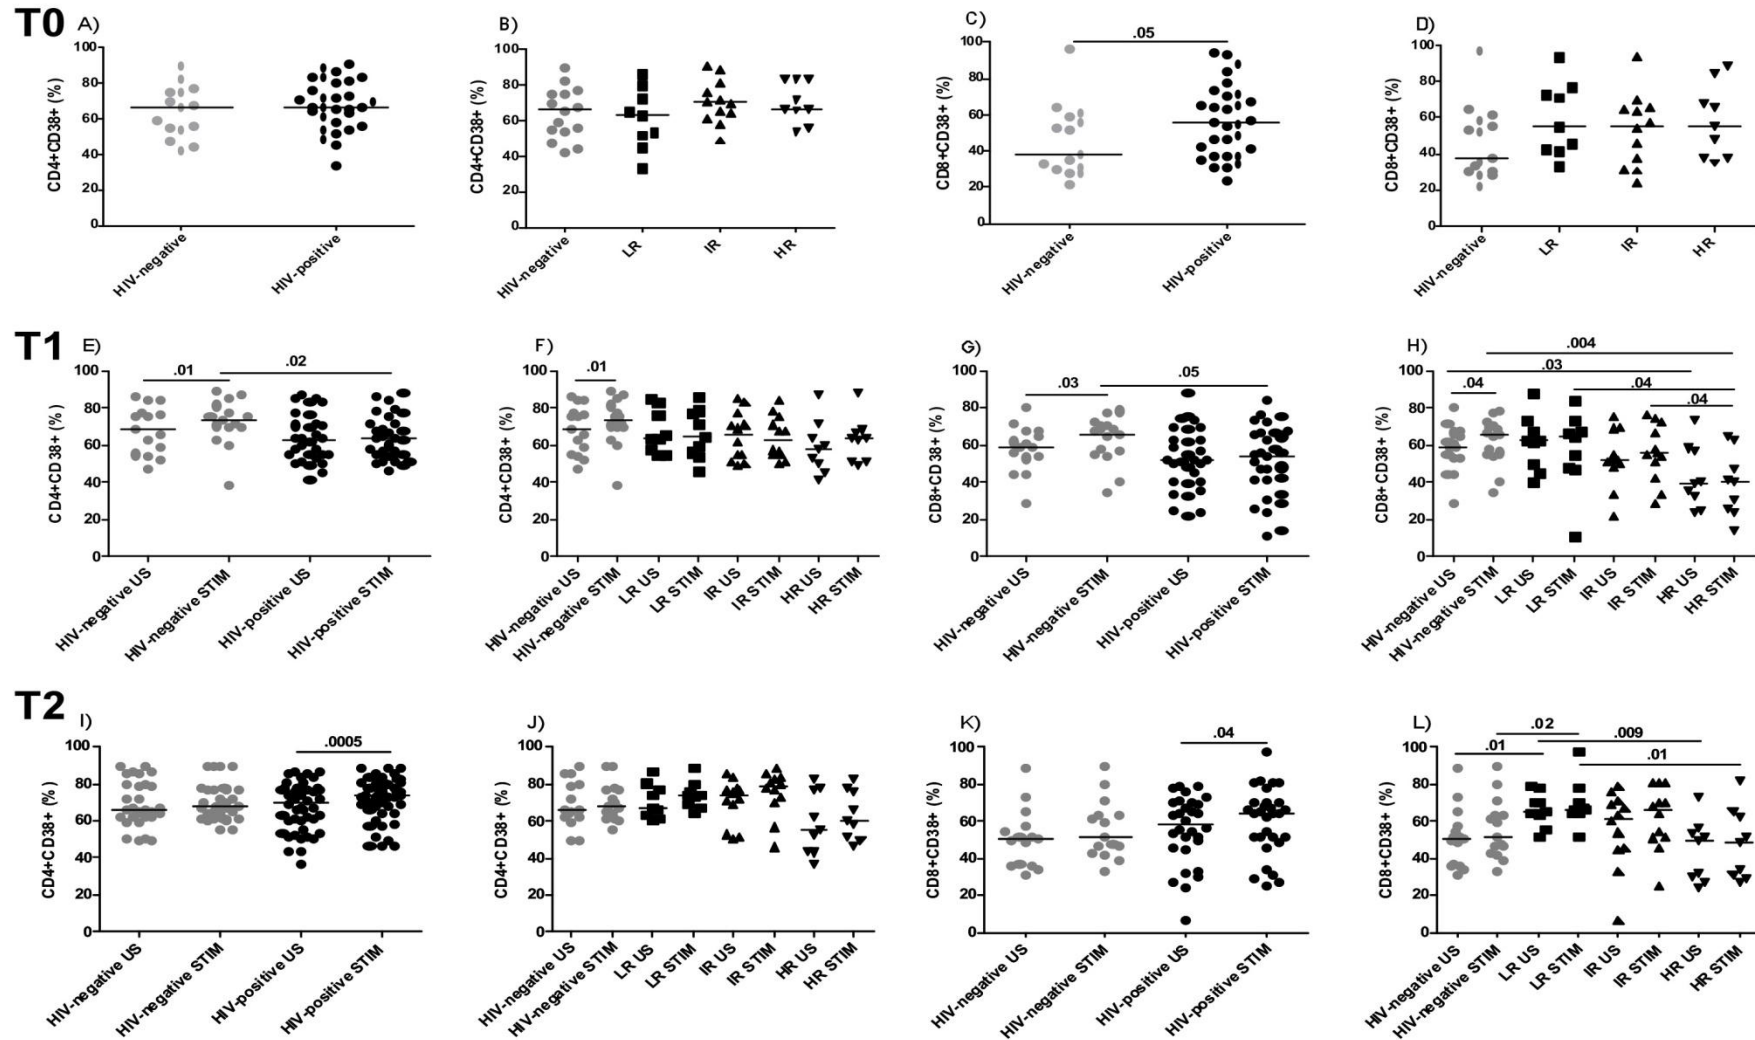 T0
A)
CD4+CD38+ (%)
100
80
60
40
20
0
HIV-negative
HIV-positive
B)
CD4+CD38+ (%)
100
80
60
40
20
0
HIV-negative
LR
IR
HR
C)
.05
CD8+CD38+ (%)
100
80
60
40
20
0
HIV-negative
HIV-positive
D)
CD8+CD38+ (%)
100
80
60
40
20
0
HIV-negative
LR
IR
HR
T1
E)
.01
.02
CD4+CD38+ (%)
100
80
60
40
20
0
HIV-negative US
HIV-negative STIM
HIV-positive US
HIV-positive STIM
F)
.01
CD4+CD38+ (%)
100
80
60
40
20
0
HIV-negative US
HIV-negative STIM
LR US
LR STIM
IR US
IR STIM
HR US
HR STIM
G)
.03
.05
CD8+CD38+ (%)
100
80
60
40
20
0
HIV-negative US
HIV-negative STIM
HIV-positive US
HIV-positive STIM
H)
.004
.03
.04
.04
.04
CD8+CD38+ (%)
100
80
60
40
20
0
HIV-negative US
HIV-negative STIM
LR US
LR STIM
IR US
IR STIM
HR US
HR STIM
T2
I)
.0005
CD4+CD38+ (%)
100
80
60
40
20
0
HIV-negative US
HIV-negative STIM
HIV-positive US
HIV-positive STIM
J)
CD4+CD38+ (%)
100
80
60
40
20
0
HIV-negative US
HIV-negative STIM
LR US
LR STIM
IR US
IR STIM
HR US
HR STIM
K)
.04
CD8+CD38+ (%)
100
80
60
40
20
0
HIV-negative US
HIV-negative STIM
HIV-positive US
HIV-positive STIM
L)
.02
.009
.01
.01
CD8+CD38+ (%)
100
80
60
40
20
0
HIV-negative US
HIV-negative STIM
LR US
LR STIM
IR US
IR STIM
HR US
HR STIM